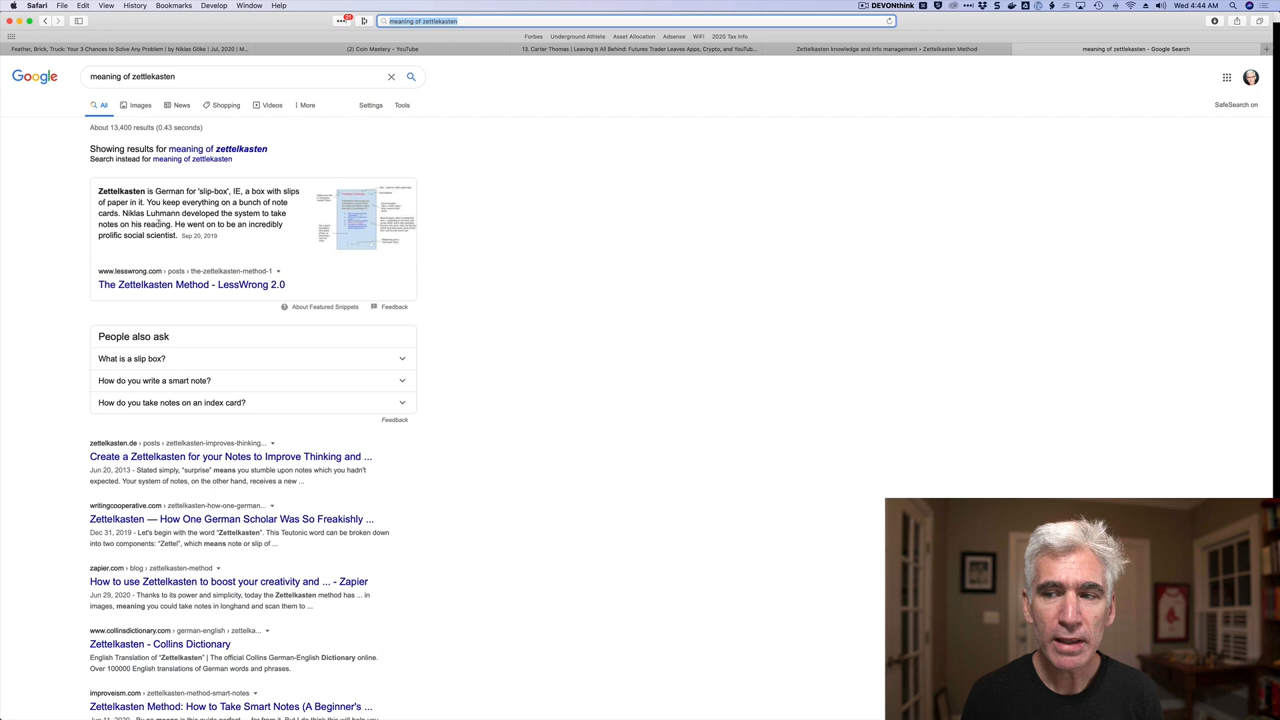 Safari File Edit View History Bookmarks Develop Window Help
DEVONthink
Wed 4:44 AM
21
meaning of zettlekasten
Forbes Underground Athlete Asset Allocation Adsense WiFi 2020 Tax Info
Feather, Brick, Truck: Your 3 Chances to Solve Any Problem | by Niklas Göke | Jul, 2020 | M...
(2) Coin Mastery - YouTube
13. Carter Thomas | Leaving It All Behind: Futures Trader Leaves Apps, Crypto, and YouTub...
Zettelkasten knowledge and info management • Zettelkasten Method
meaning of zettlekasten - Google Search
Google
meaning of zettlekasten
All Images News Shopping Videos More Settings Tools
SafeSearch on
About 13,400 results (0.43 seconds)
Showing results for meaning of zettelkasten
Search instead for meaning of zettlekasten
Zettelkasten is German for 'slip-box', IE, a box with slips
of paper in it. You keep everything on a bunch of note
cards. Niklas Luhmann developed the system to take
notes on his reading. He went on to be an incredibly
prolific social scientist. Sep 20, 2019
www.lesswrong.com › posts › the-zettelkasten-method-1
The Zettelkasten Method - LessWrong 2.0
About Featured Snippets Feedback
People also ask
What is a slip box?
How do you write a smart note?
How do you take notes on an index card?
Feedback
zettelkasten.de › posts › zettelkasten-improves-thinking...
Create a Zettelkasten for your Notes to Improve Thinking and ...
Jun 20, 2013 - Stated simply, "surprise" means you stumble upon notes which you hadn't
expected. Your system of notes, on the other hand, receives a new ...
writingcooperative.com › zettelkasten-how-one-german...
Zettelkasten — How One German Scholar Was So Freakishly ...
Dec 31, 2019 - Let's begin with the word "Zettelkasten". This Teutonic word can be broken down
into two components: "Zettel", which means note or slip of ...
zapier.com › blog › zettelkasten-method
How to use Zettelkasten to boost your creativity and ... - Zapier
Jun 29, 2020 - Thanks to its power and simplicity, today the Zettelkasten method has ... in
images, meaning you could take notes in longhand and scan them to ...
www.collinsdictionary.com › german-english › zettelka...
Zettelkasten - Collins Dictionary
English Translation of "Zettelkasten" | The official Collins German-English Dictionary online.
Over 100000 English translations of German words and phrases.
improveism.com › zettelkasten-method-smart-notes
Zettelkasten Method: How to Take Smart Notes (A Beginner's ...